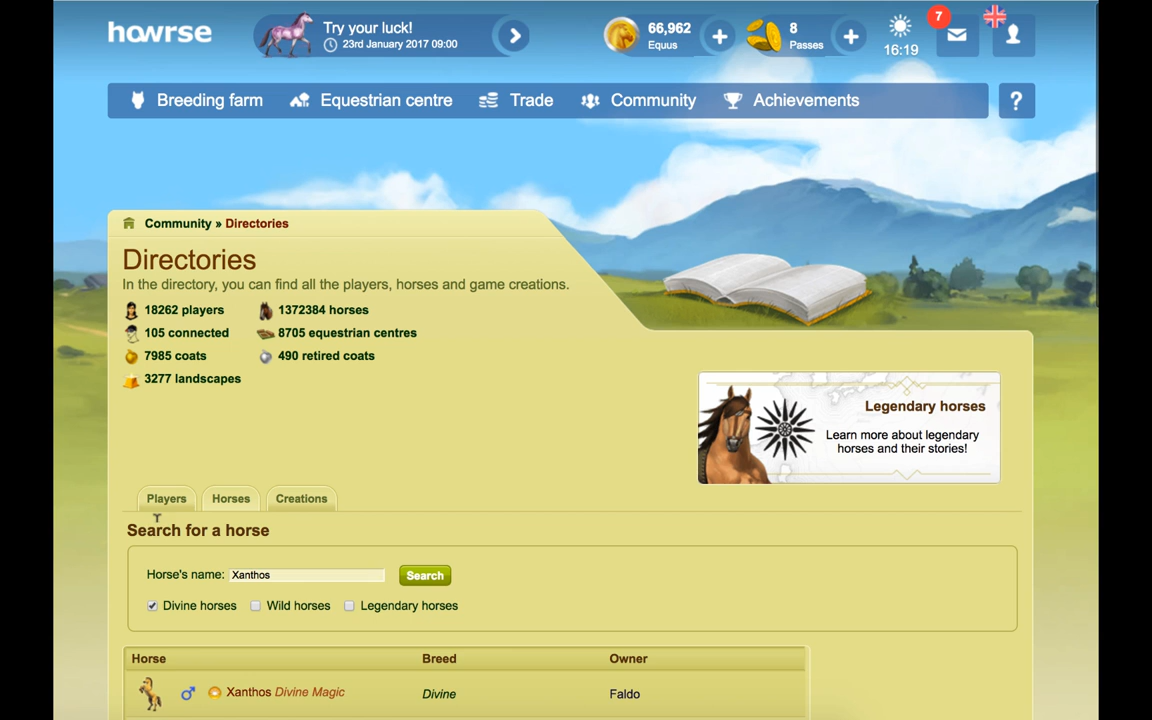 howrse
Try your luck!
23rd January 2017 09:00
66,962
Equus
8
Passes
16:19
7
Breeding farm
Equestrian centre
Trade
Community
Achievements
?
Community » Directories
Directories
In the directory, you can find all the players, horses and game creations.
18262 players
1372384 horses
105 connected
8705 equestrian centres
7985 coats
490 retired coats
3277 landscapes
Legendary horses
Learn more about legendary
horses and their stories!
Players
Horses
Creations
Search for a horse
Horse's name: Xanthos
Search
Divine horses
Wild horses
Legendary horses
Horse
Breed
Owner
Xanthos Divine Magic
Divine
Faldo